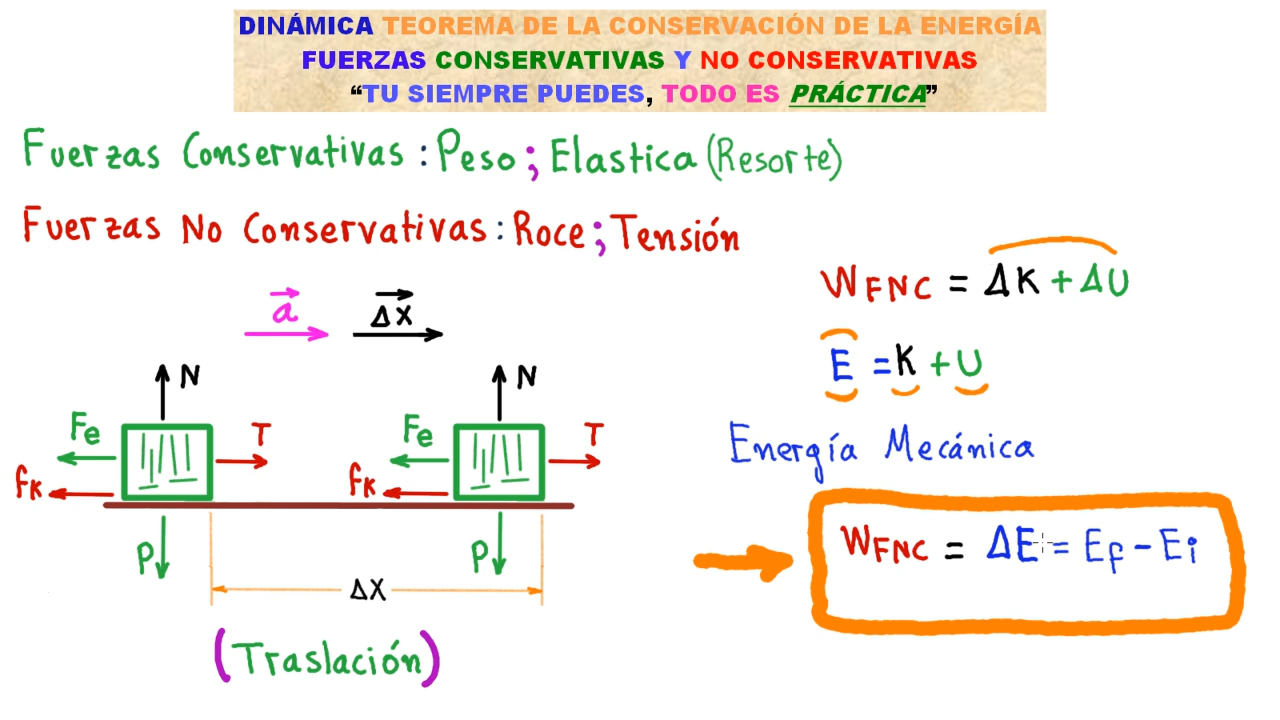 DINÁMICA TEOREMA DE LA CONSERVACIÓN DE LA ENERGÍA
FUERZAS CONSERVATIVAS Y NO CONSERVATIVAS
“TU SIEMPRE PUEDES, TODO ES PRÁCTICA”
Fuerzas Conservativas : Peso ; Elastica (Resorte)
Fuerzas No Conservativas : Roce ; Tensión
a ΔX
N N
Fe T Fe T
fK fK
P P
ΔX
(Traslación)
WFNC = ΔK + ΔU
E = K + U
Energía Mecánica
WFNC = ΔE = Ef - Ei